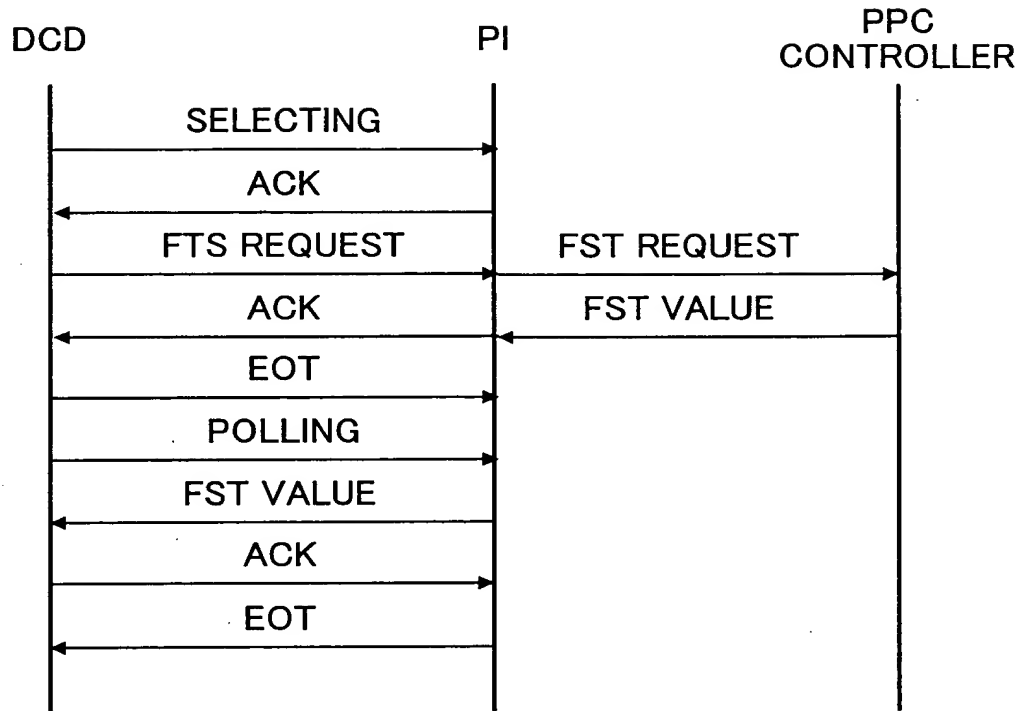 DCD
PI
PPC
CONTROLLER
SELECTING
ACK
FTS REQUEST
FST REQUEST
ACK
FST VALUE
EOT
POLLING
FST VALUE
ACK
EOT